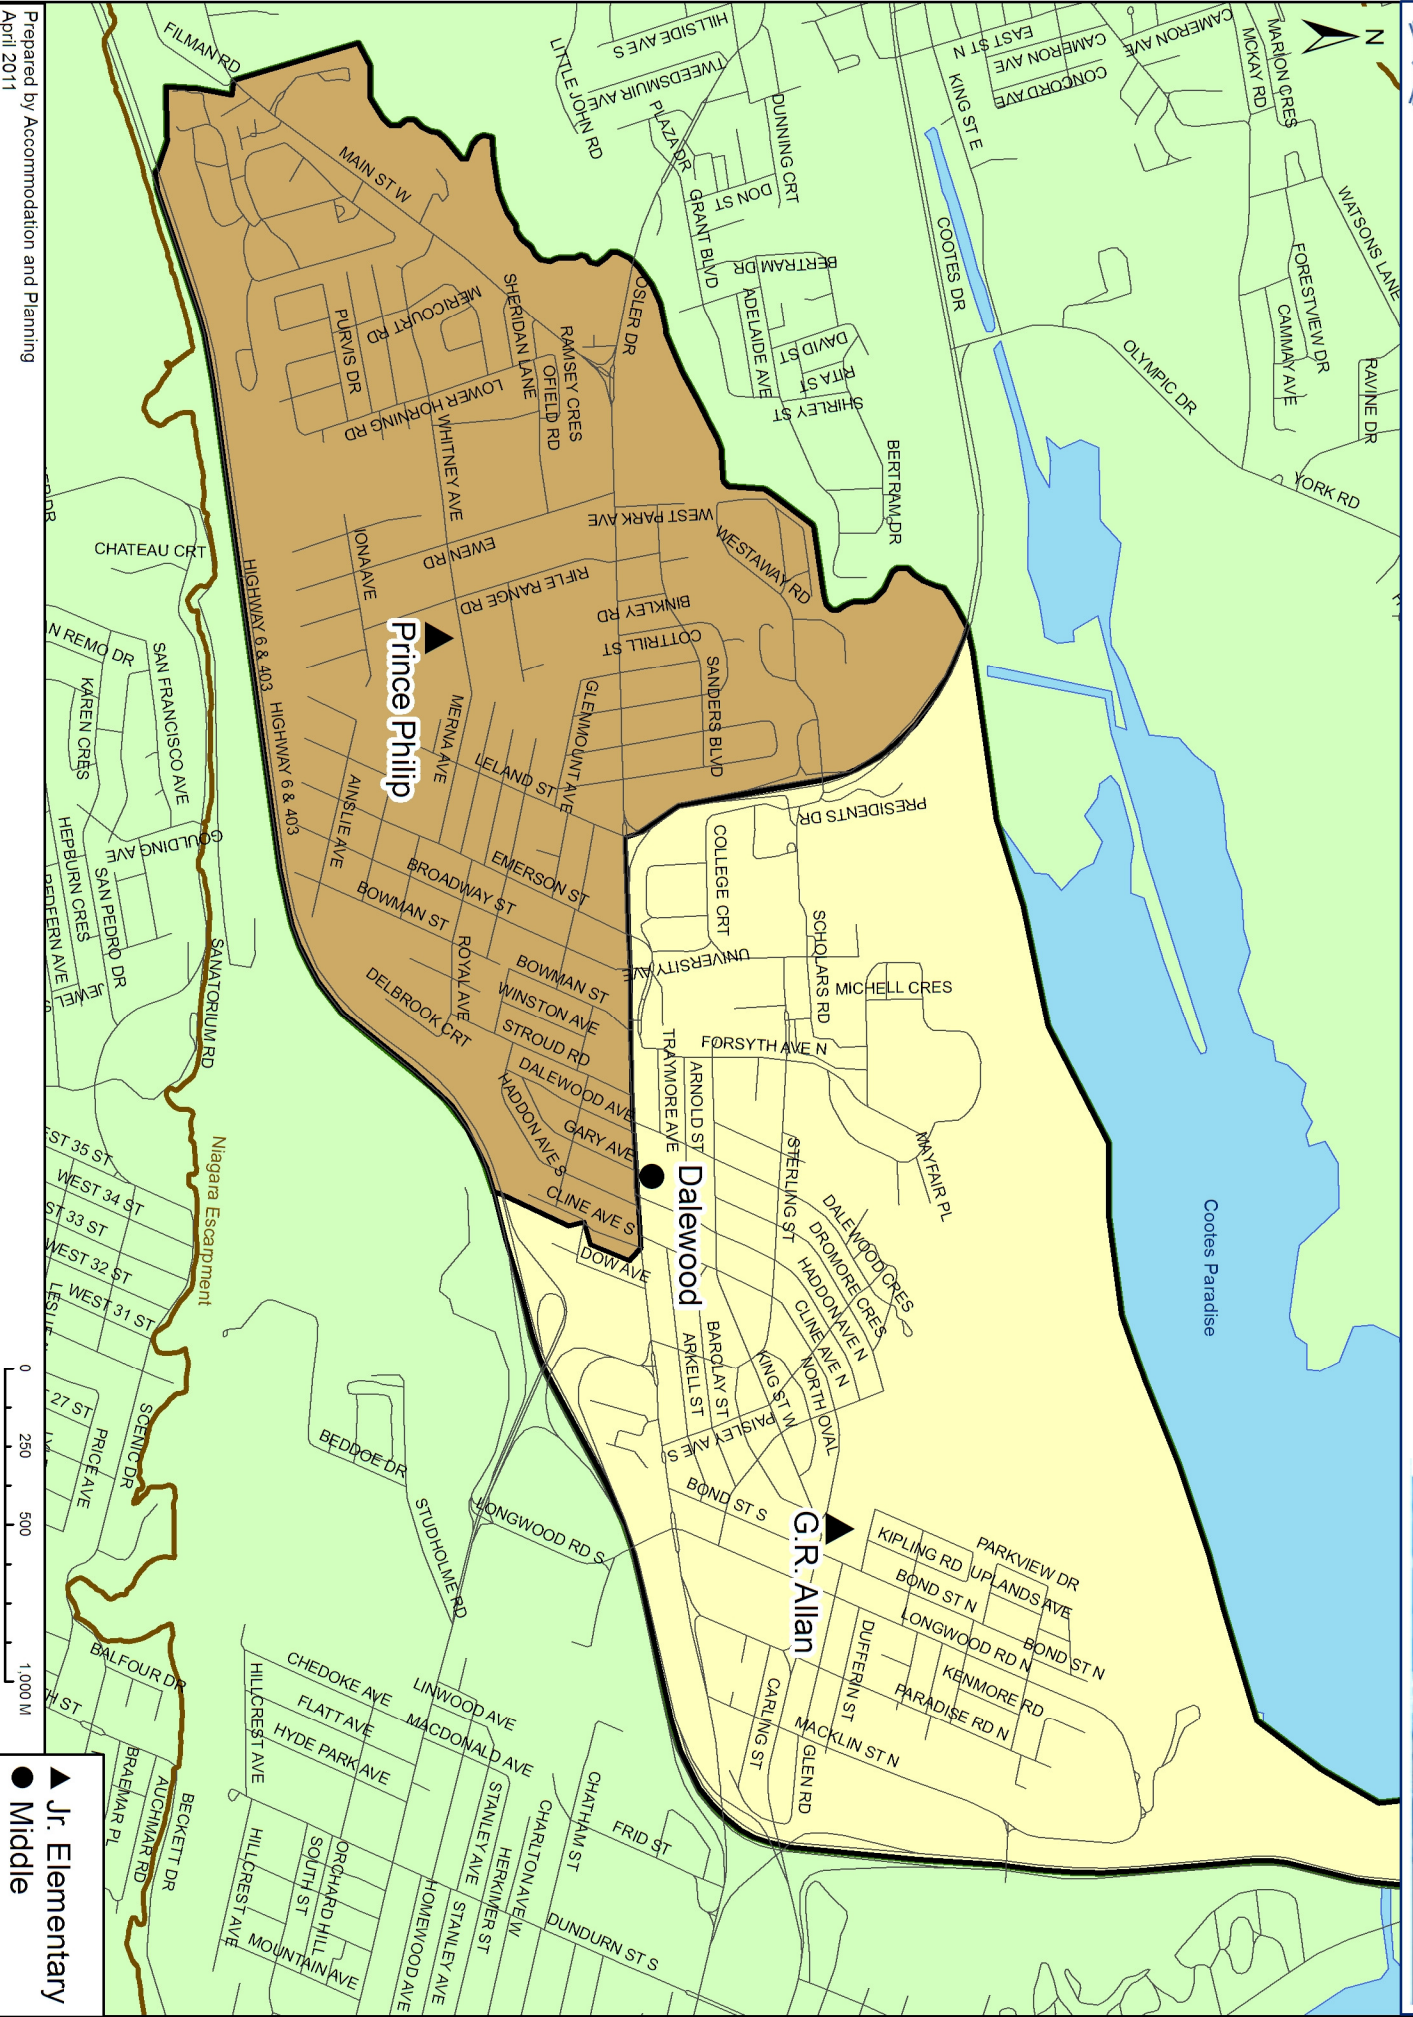 N
MARION CRES
MCKAY RD
CAMERON AVE
CAMERON AVE
EAST ST N
CONCORD AVE
KING ST E
WATSONS LANE
FORESTVIEW DR
CAMMAY AVE
RAVINE DR
OLYMPIC DR
YORK RD
COOTES DR
HILLSIDE AVE S
TWEEDSMUIR AVE
LITTLE JOHN RD
PLAZA DR
DUNNING CRT
DON ST
GRANT BLVD
BERTRAM DR
ADELAIDE AVE
DAVID ST
RITA ST
SHIRLEY ST
BERTRAM DR
FILMAN RD
MAIN ST W
OSLER DR
SHERIDAN LANE
MERICOURT RD
PURVIS DR
RAMSEY CRES
OFIELD RD
LOWER HORNING RD
WHITNEY AVE
WEST PARK AVE
WESTAWAY RD
EWEN RD
IONA AVE
RIFLE RANGE RD
BINKLEY RD
COTTRILL ST
SANDERS BLVD
Prince Philip
GLENMOUNT AVE
MERNA AVE
LELAND ST
AINSLIE AVE
EMERSON ST
BROADWAY ST
BOWMAN ST
BOWMAN ST
ROYAL AVE
WINSTON AVE
STROUD RD
DELBROOK CRT
DALEWOOD AVE
HADDON AVE S
GARY AVE
CLINE AVE S
DOW AVE
HIGHWAY 6 & 403
HIGHWAY 6 & 403
PRESIDENTS DR
COLLEGE CRT
UNIVERSITY AVE
SCHOLARS RD
MICHELL CRES
FORSYTH AVE N
TRAYMORE AVE
ARNOLD ST
STERLING ST
MAYFAIR PL
Dalewood
DALEWOOD CRES
DROMORE CRES
HADDON AVE N
CLINE AVE N
NORTH OVAL
KING ST W
BARCLAY ST
ARKELL ST
PAISLEY AVE S
BOND ST S
G.R. Allan
KIPLING RD
PARKVIEW DR
UPLANDS AVE
BOND ST N
BOND ST N
LONGWOOD RD N
KENMORE RD
PARADISE RD N
DUFFERIN ST
CARLING ST
MACKLIN ST N
GLEN RD
Cootes Paradise
CHATEAU CRT
SAN FRANCISCO AVE
KAREN CRES
GOULDING AVE
HEPBURN CRES
SAN PEDRO DR
SANATORIUM RD
Niagara Escarpment
WEST 34 ST
WEST 32 ST
WEST 31 ST
SCENIC DR
PRICE AVE
BEDDOE DR
STUDHOLME RD
LONGWOOD RD S
BALFOUR DR
BRAEMAR PL
AUCHMAR RD
BECKETT DR
HILLCREST AVE
CHEDOKE AVE
FLATT AVE
HYDE PARK AVE
LINWOOD AVE
MACDONALD AVE
STANLEY AVE
HERKIMER ST
CHARLTON AVE W
CHATHAM ST
FRID ST
DUNDURN ST S
HILLCREST AVE
SOUTH ST
ORCHARD HILL
MOUNTAIN AVE
HOMEWOOD AVE
STANLEY AVE
Prepared by Accommodation and Planning
April 2011
0 250 500 1,000 M
▲ Jr. Elementary
● Middle